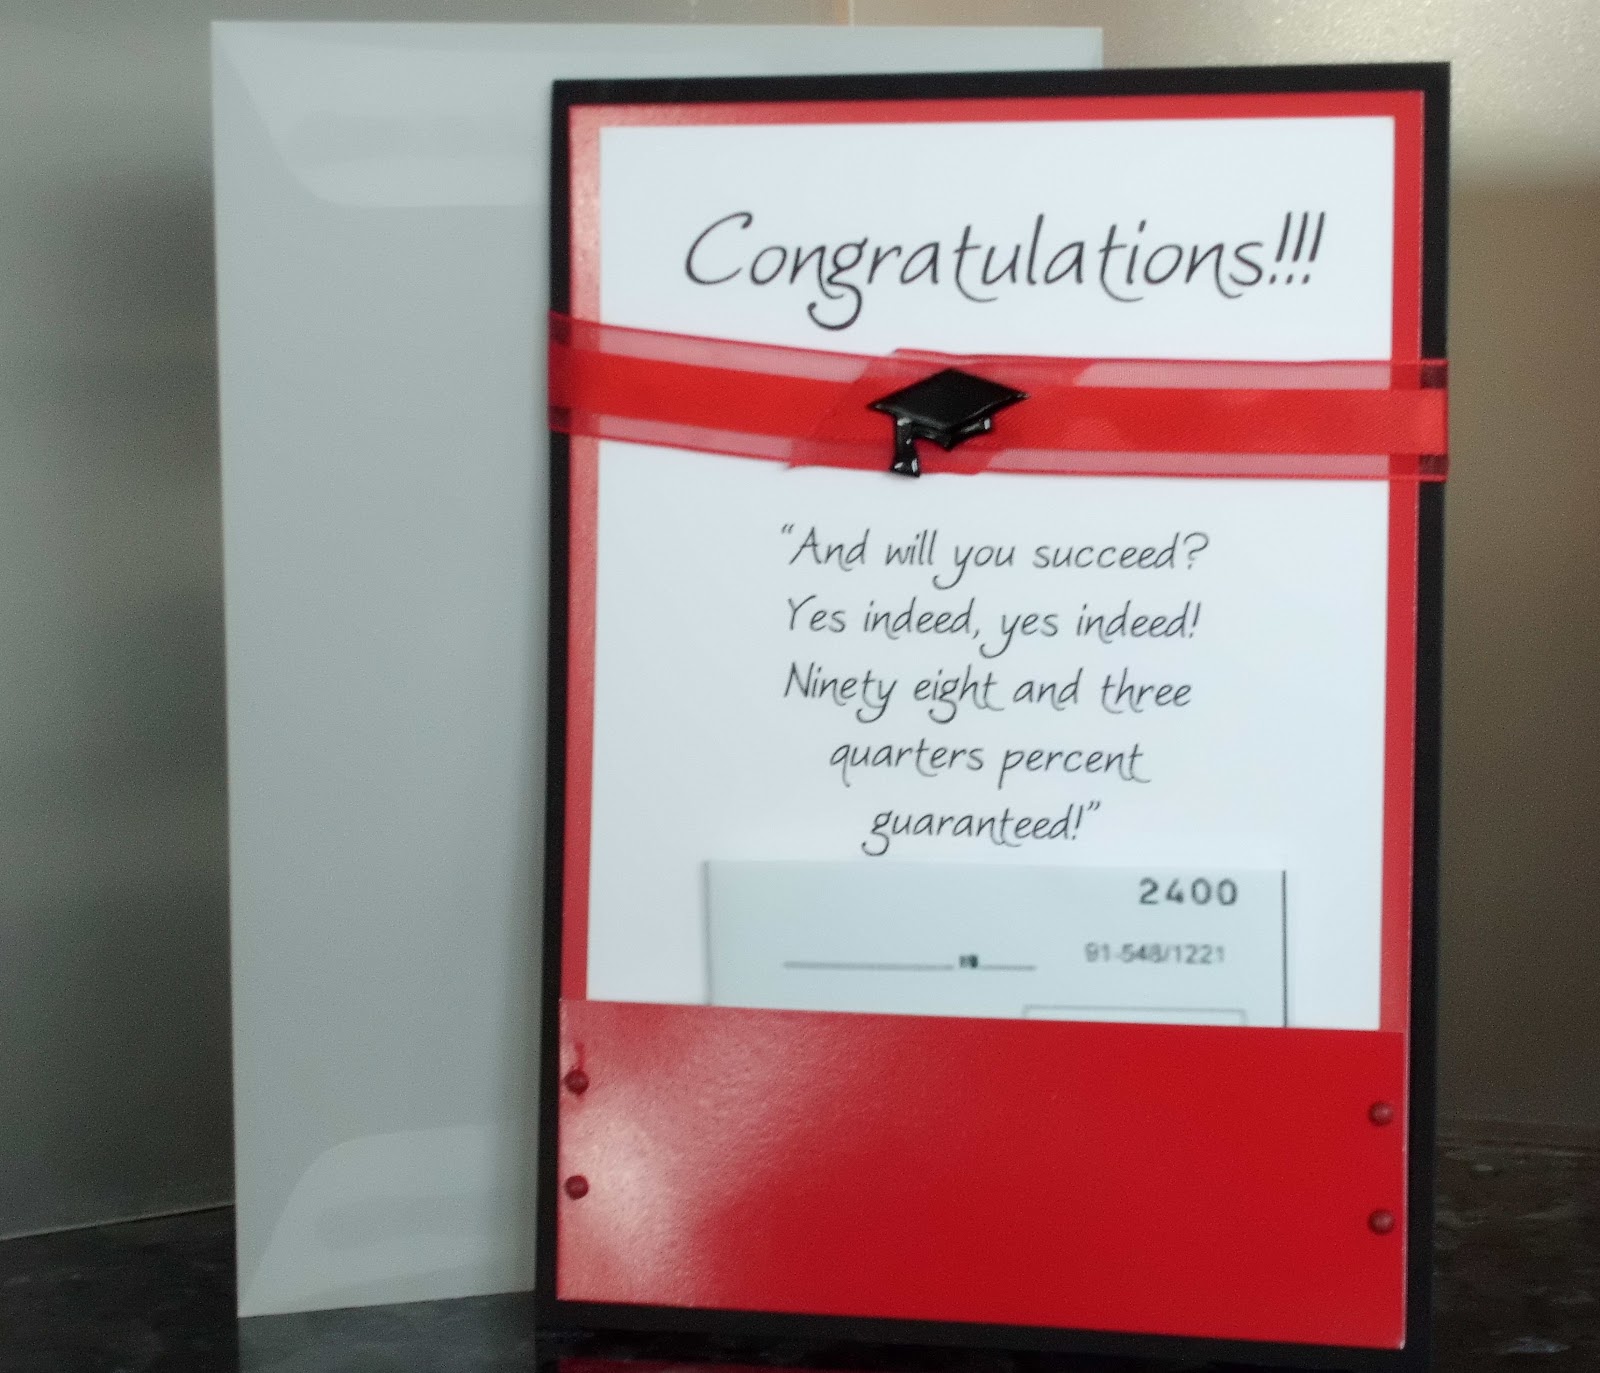 Congratulations!!!
“And will you succeed?
Yes indeed, yes indeed!
Ninety eight and three
quarters percent
guaranteed!”
2400
19
91-548/1221